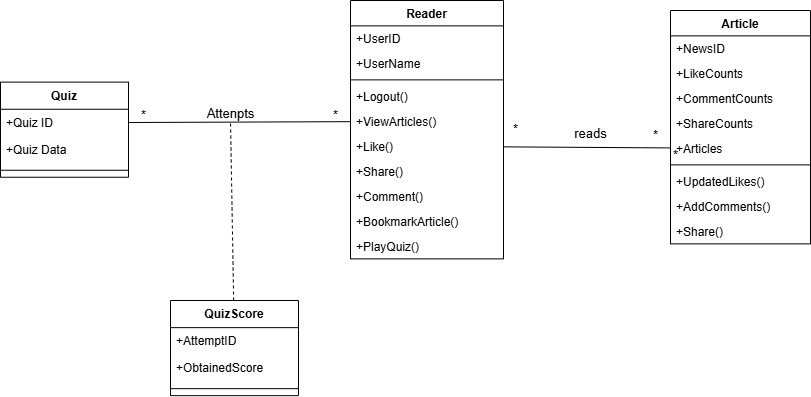 Reader
+UserID
+UserName
+Logout()
+ViewArticles()
+Like()
+Share()
+Comment()
+BookmarkArticle()
+PlayQuiz()
Article
+NewsID
+LikeCounts
+CommentCounts
+ShareCounts
+Articles
+UpdatedLikes()
+AddComments()
+Share()
Quiz
+Quiz ID
+Quiz Data
* Attenpts *
* reads *
*
QuizScore
+AttemptID
+ObtainedScore